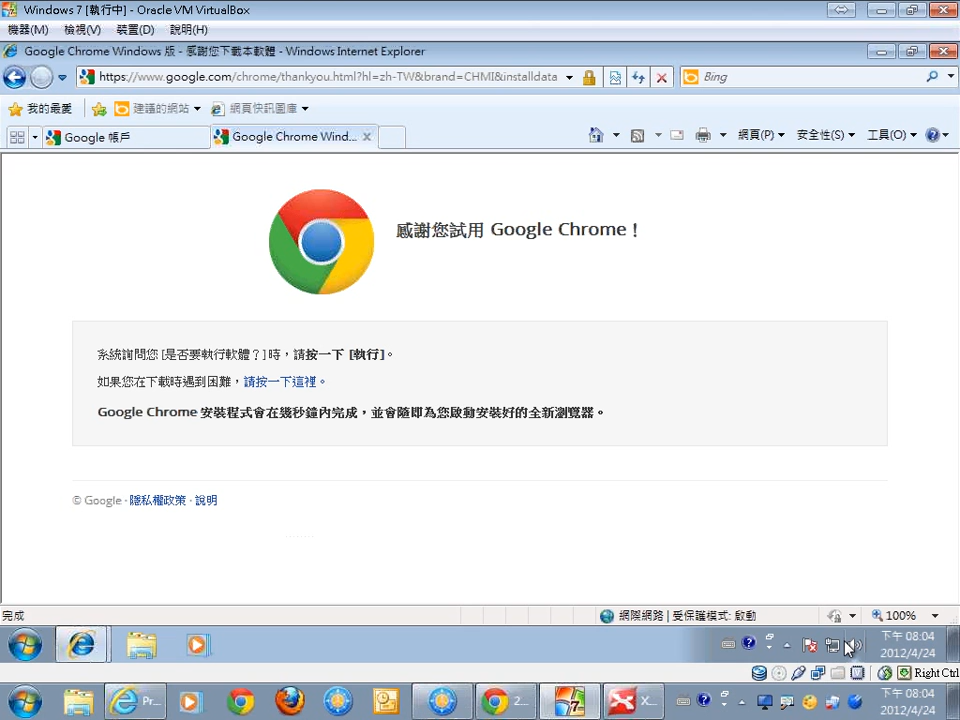 Windows 7 [執行中] - Oracle VM VirtualBox
機器(M) 檢視(V) 裝置(D) 說明(H)
Google Chrome Windows 版 - 感謝您下載本軟體 - Windows Internet Explorer
https://www.google.com/chrome/thankyou.html?hl=zh-TW&brand=CHMI&installdata
Bing
我的最愛 建議的網站 網頁快訊圖庫
Google 帳戶
Google Chrome Wind...
網頁(P) 安全性(S) 工具(O)
感謝您試用 Google Chrome！
系統詢問您 [是否要執行軟體？] 時，請按一下 [執行]。
如果您在下載時遇到困難，請按一下這裡。
Google Chrome 安裝程式會在幾秒鐘內完成，並會隨即為您啟動安裝好的全新瀏覽器。
© Google · 隱私權政策 · 說明
完成
網際網路 | 受保護模式: 啟動
100%
下午 08:04
2012/4/24
Right Ctrl
Pr...
2...
X...
下午 08:04
2012/4/24